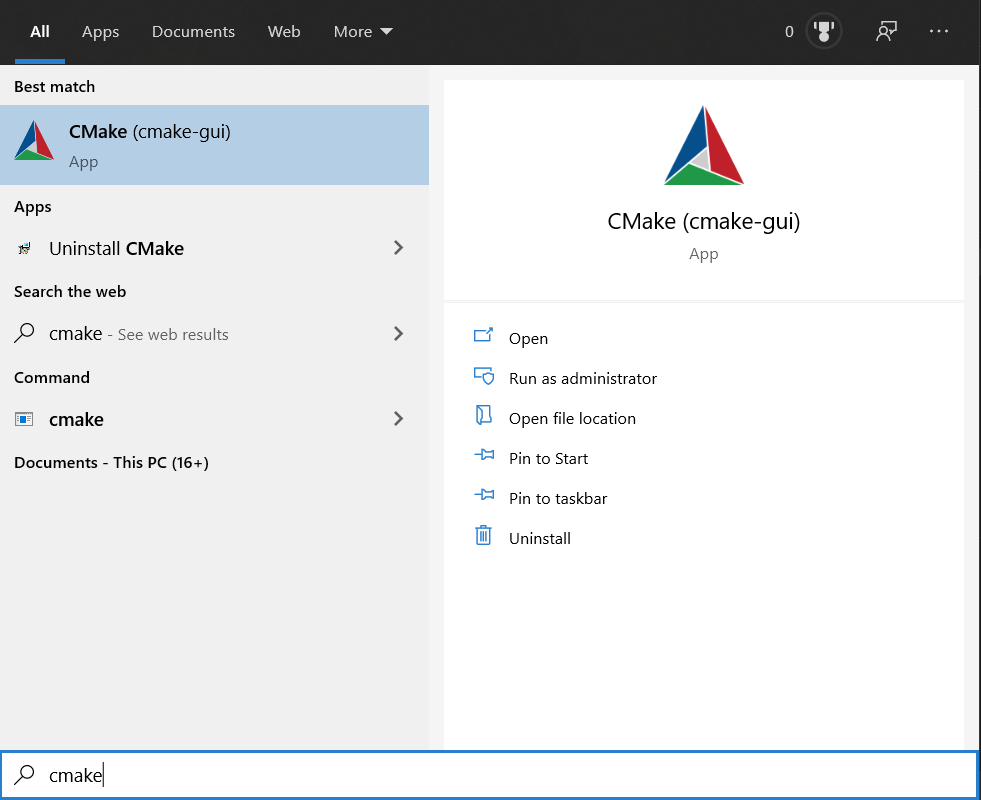 All Apps Documents Web More 0 ...
Best match
CMake (cmake-gui)
App
Apps
Uninstall CMake
Search the web
cmake - See web results
Command
cmake
Documents - This PC (16+)
CMake (cmake-gui)
App
Open
Run as administrator
Open file location
Pin to Start
Pin to taskbar
Uninstall
cmake